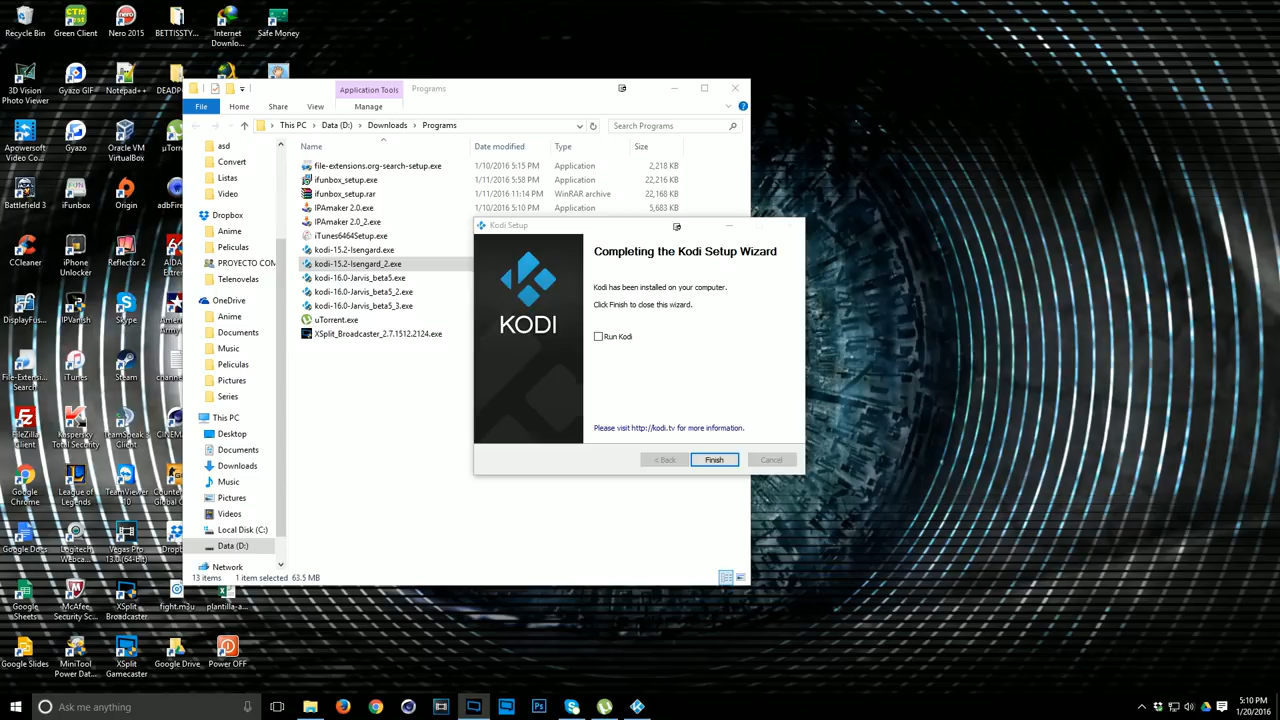 Recycle Bin
Green Client
Nero 2015
BETTISSTY...
Internet
Downlo...
Safe Money
3D Vision
Photo Viewer
Gyazo GIF
Notepad++
DEADP
Apowersoft
Video Co...
Gyazo
Oracle VM
VirtualBox
µTorre
Battlefield 3
ifunbox
Origin
CCleaner
iPhone
Unlocker
Reflector 2
AIDA
DisplayFus...
IPVanish
Skype
Americ
Army
File-Extensi...
Search
iTunes
Steam
channe
FileZilla
Client
Kaspersky
Total Security
TeamSpeak 3
Client
CINEMA
Google
Chrome
League of
Legends
TeamViewer
10
Counter
Global O
Google Docs
Logitech
Webca...
Vegas Pro
13.0 (64-bit)
Dropb
Google
Sheets
McAfee
Security Sc...
XSplit
Broadcaster
fight.m3u
plantilla-a...
Google Slides
MiniTool
Power Dat...
XSplit
Gamecaster
Google Drive
Power OFF
Application Tools
Programs
File
Home
Share
View
Manage
This PC > Data (D:) > Downloads > Programs
Search Programs
Name
Date modified
Type
Size
asd
Convert
Listas
Video
Dropbox
Anime
Peliculas
PROYECTO COM
Telenovelas
OneDrive
Anime
Documents
Music
Peliculas
Pictures
Series
This PC
Desktop
Documents
Downloads
Music
Pictures
Videos
Local Disk (C:)
Data (D:)
Network
file-extensions.org-search-setup.exe 1/10/2016 5:15 PM Application 2,218 KB
ifunbox_setup.exe 1/11/2016 5:58 PM Application 22,216 KB
ifunbox_setup.rar 1/11/2016 11:14 PM WinRAR archive 22,168 KB
IPAmaker 2.0.exe 1/10/2016 5:10 PM Application 5,683 KB
IPAmaker 2.0_2.exe
iTunes6464Setup.exe
kodi-15.2-Isengard.exe
kodi-15.2-Isengard_2.exe
kodi-16.0-Jarvis_beta5.exe
kodi-16.0-Jarvis_beta5_2.exe
kodi-16.0-Jarvis_beta5_3.exe
uTorrent.exe
XSplit_Broadcaster_2.7.1512.2124.exe
13 items 1 item selected 63.5 MB
Kodi Setup
KODI
Completing the Kodi Setup Wizard
Kodi has been installed on your computer.
Click Finish to close this wizard.
Run Kodi
Please visit http://kodi.tv for more information.
< Back
Finish
Cancel
Ask me anything
5:10 PM
1/20/2016